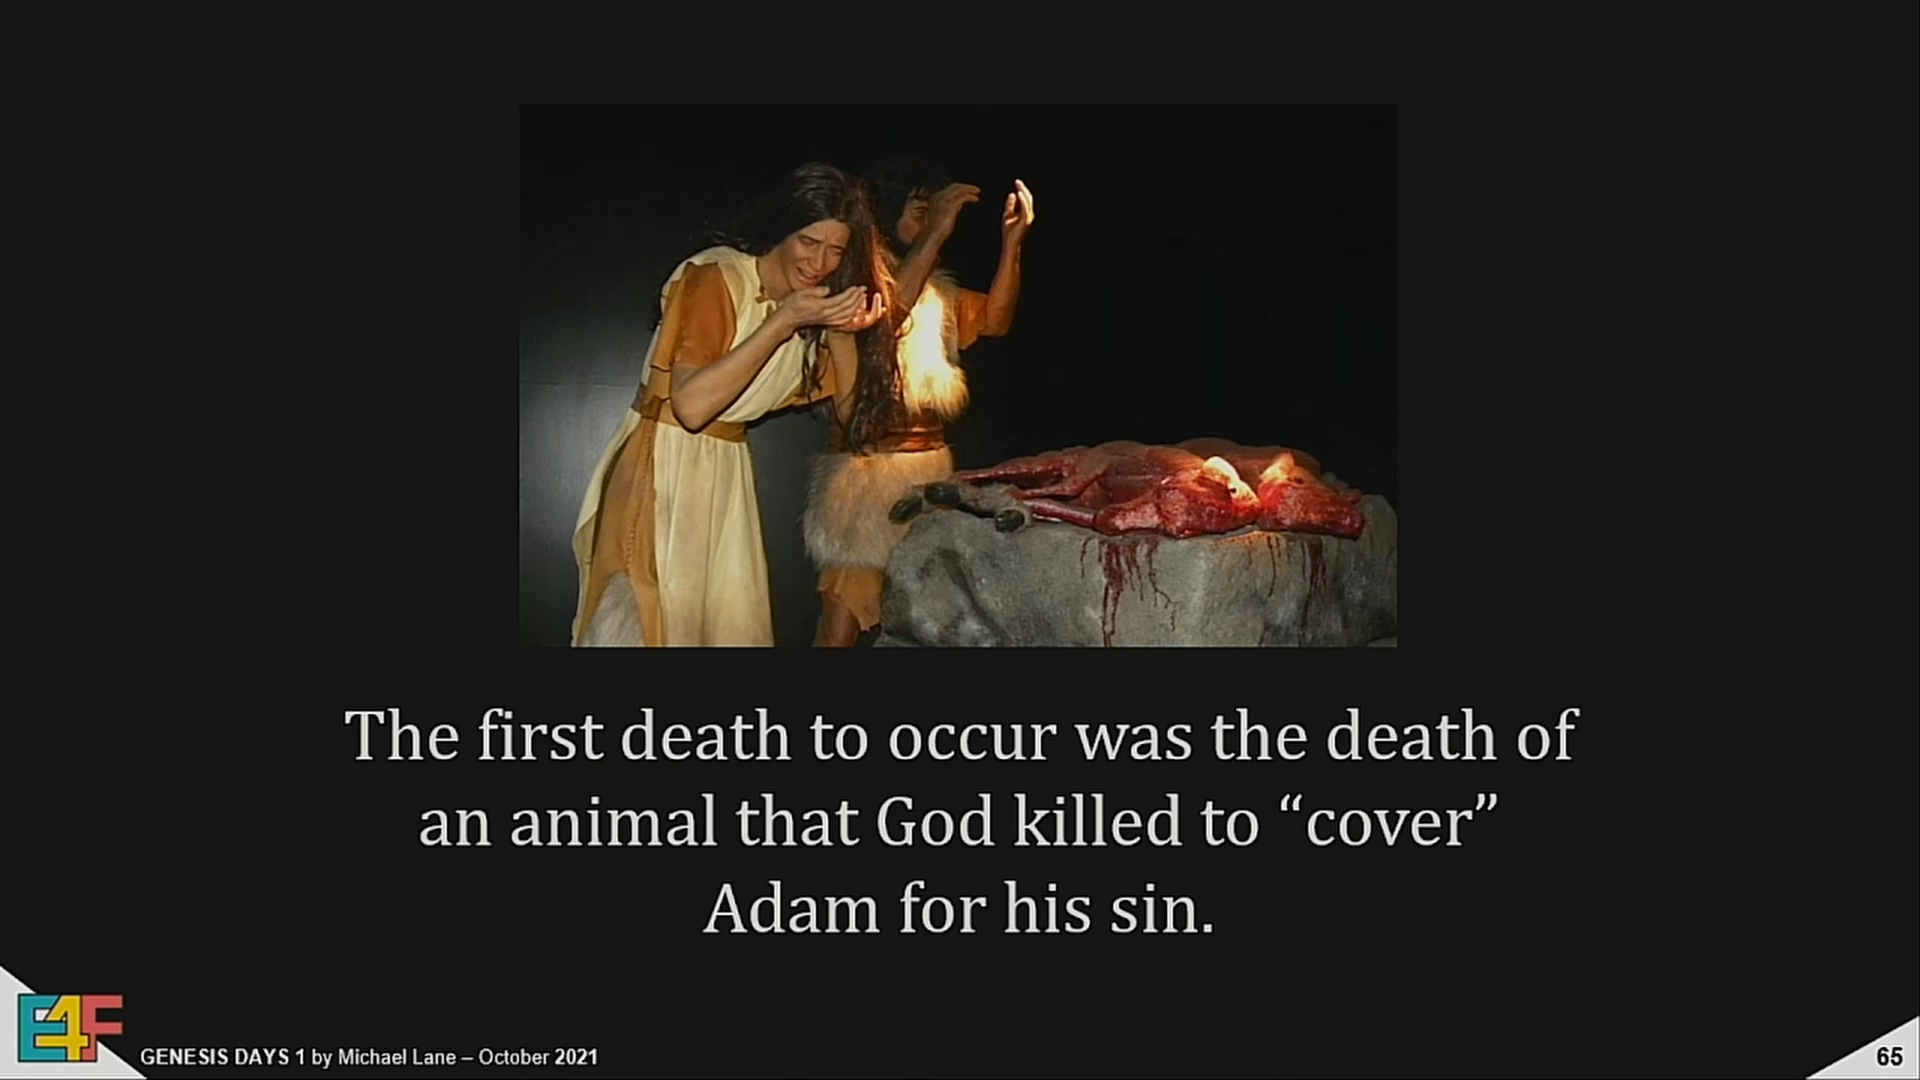 The first death to occur was the death of
an animal that God killed to “cover”
Adam for his sin.
E4F
GENESIS DAYS 1 by Michael Lane – October 2021
65